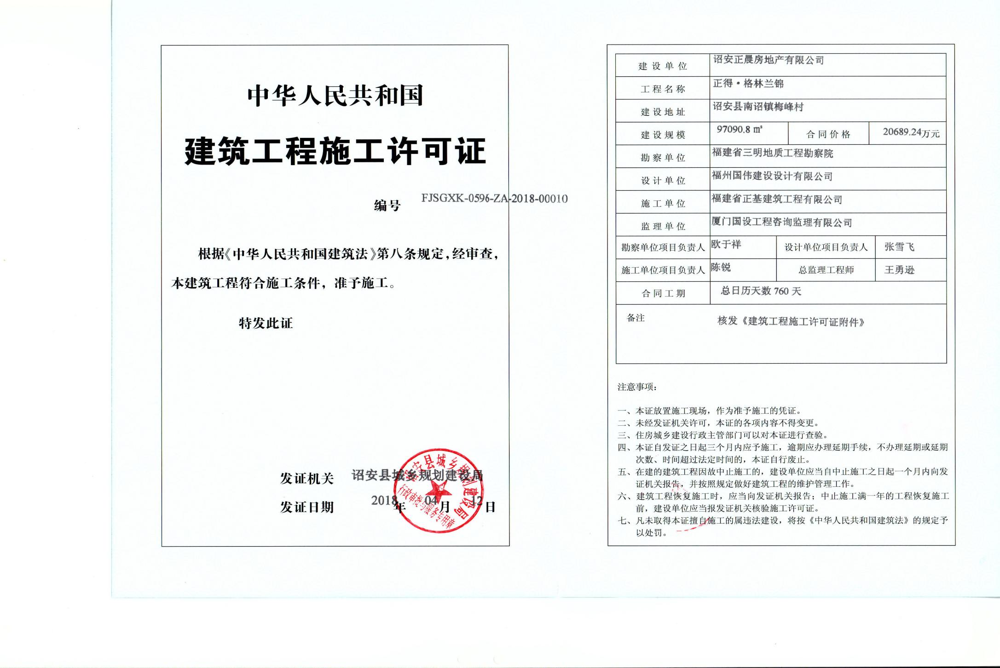 中华人民共和国
建筑工程施工许可证
编号 FJSGXK-0596-ZA-2018-00010
根据《中华人民共和国建筑法》第八条规定，经审查，
本建筑工程符合施工条件，准予施工。
特发此证
发证机关 诏安县城乡规划建设局
发证日期 2018年04月12日
诏安县城乡规划建设局
行政审批与服务专用章
建设单位 诏安正晨房地产有限公司
工程名称 正得·格林兰锦
建设地址 诏安县南诏镇梅峰村
建设规模 97090.8㎡ 合同价格 20689.24万元
勘察单位 福建省三明地质工程勘察院
设计单位 福州国伟建设设计有限公司
施工单位 福建省正基建筑工程有限公司
监理单位 厦门国设工程咨询监理有限公司
勘察单位项目负责人 欧于祥 设计单位项目负责人 张雪飞
施工单位项目负责人 陈锐 总监理工程师 王勇逊
合同工期 总日历天数760天
备注 核发《建筑工程施工许可证附件》
注意事项：
一、本证放置施工现场，作为准予施工的凭证。
二、未经发证机关许可，本证的各项内容不得变更。
三、住房城乡建设行政主管部门可以对本证进行查验。
四、本证自发证之日起三个月内应予施工，逾期应办理延期手续，不办理延期或延期
次数、时间超过法定时间的，本证自行废止。
五、在建的建筑工程因故中止施工的，建设单位应当自中止施工之日起一个月内向发
证机关报告，并按照规定做好建筑工程的维护管理工作。
六、建筑工程恢复施工时，应当向发证机关报告；中止施工满一年的工程恢复施工
前，建设单位应当报发证机关核验施工许可证。
七、凡未取得本证擅自施工的属违法建设，将按《中华人民共和国建筑法》的规定予
以处罚。